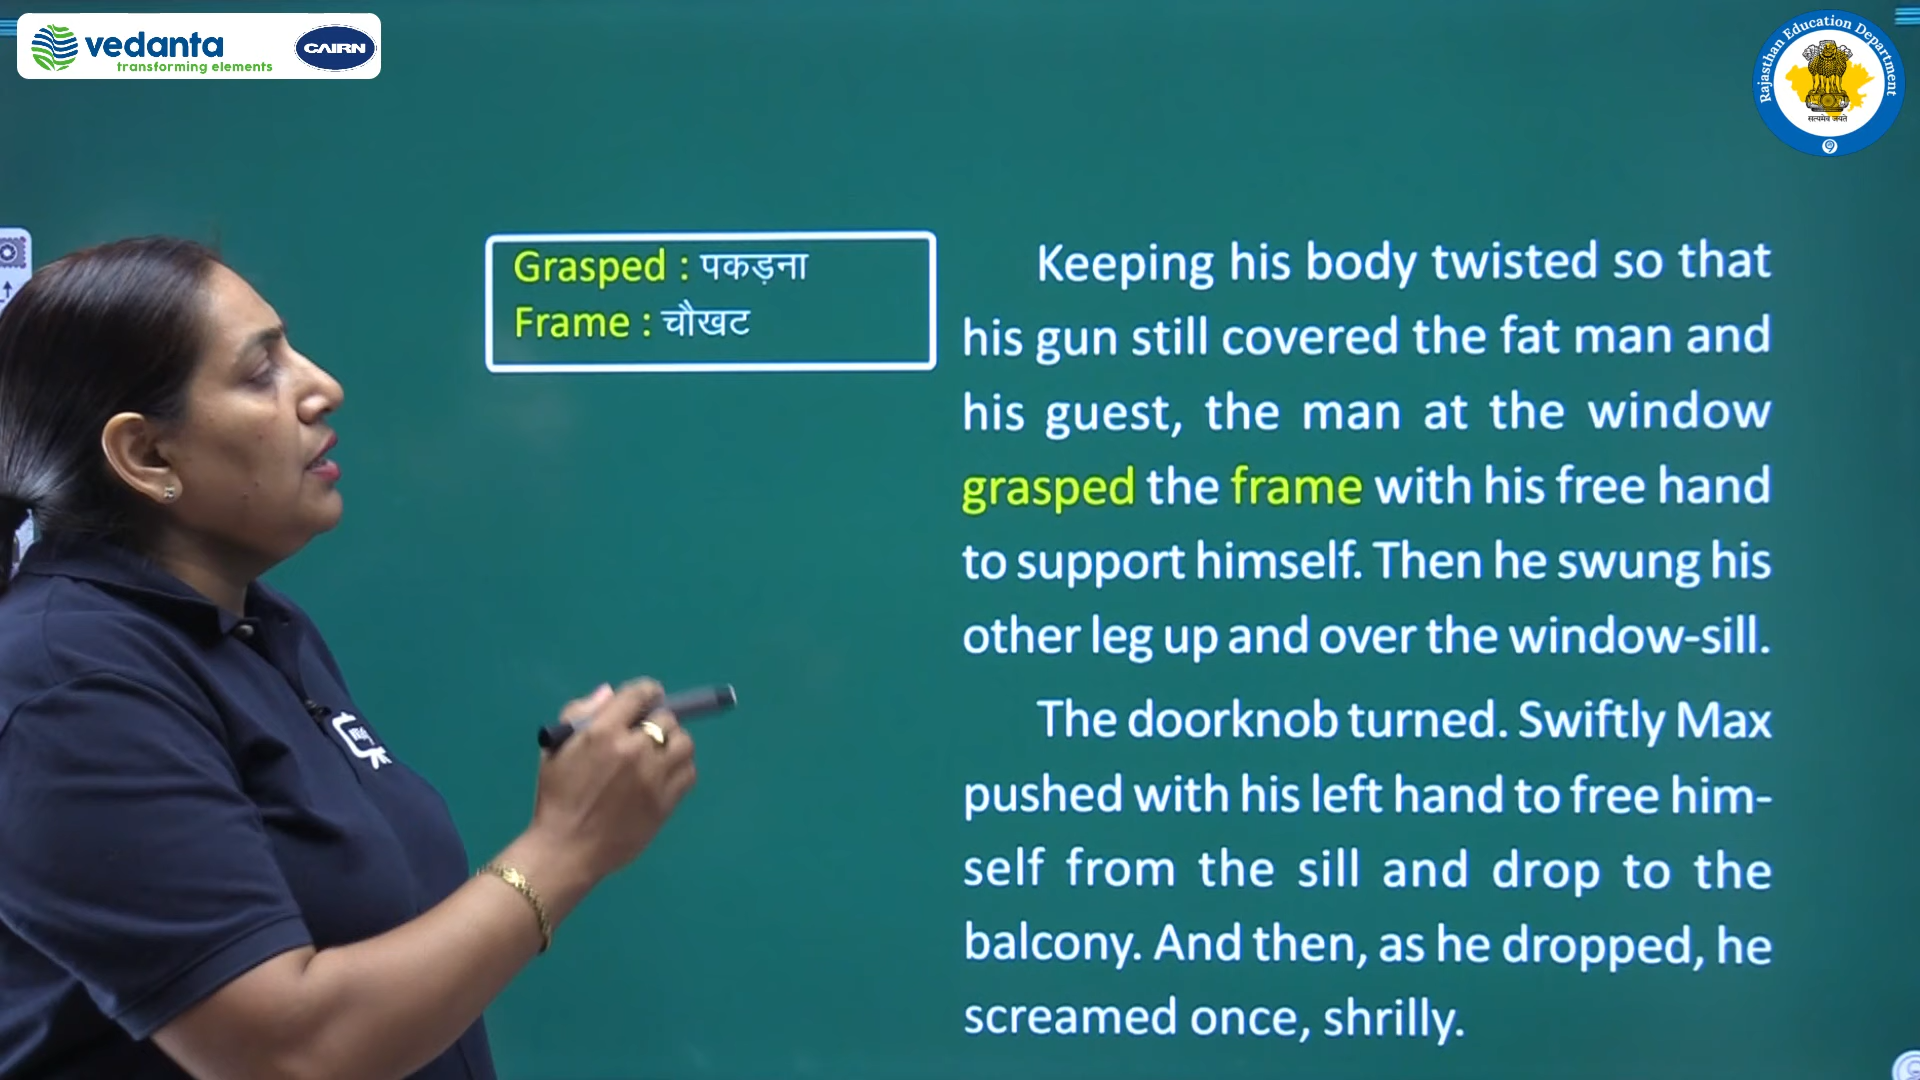 vedanta
transforming elements
CAIRN
Rajasthan Education Department
सत्यमेव जयते
Grasped : पकड़ना
Frame : चौखट
Keeping his body twisted so that
his gun still covered the fat man and
his guest, the man at the window
grasped the frame with his free hand
to support himself. Then he swung his
other leg up and over the window-sill.
The doorknob turned. Swiftly Max
pushed with his left hand to free him-
self from the sill and drop to the
balcony. And then, as he dropped, he
screamed once, shrilly.